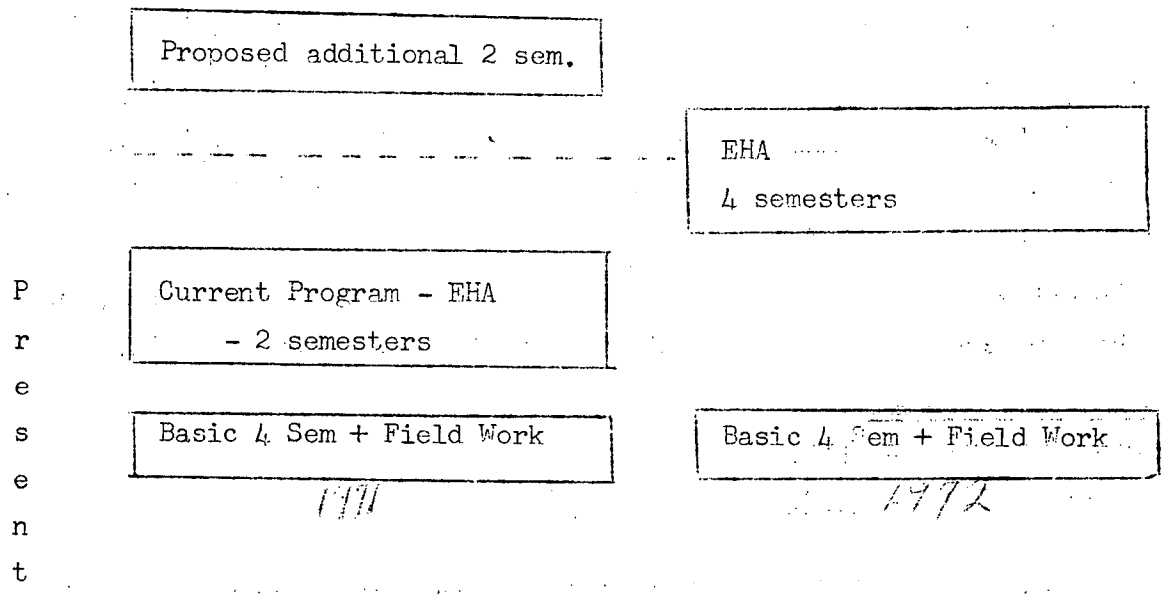 Proposed additional 2 sem.
EHA
4 semesters
Current Program - EHA
- 2 semesters
Basic 4 Sem + Field Work
Basic 4 Sem + Field Work
1971
1972
Present